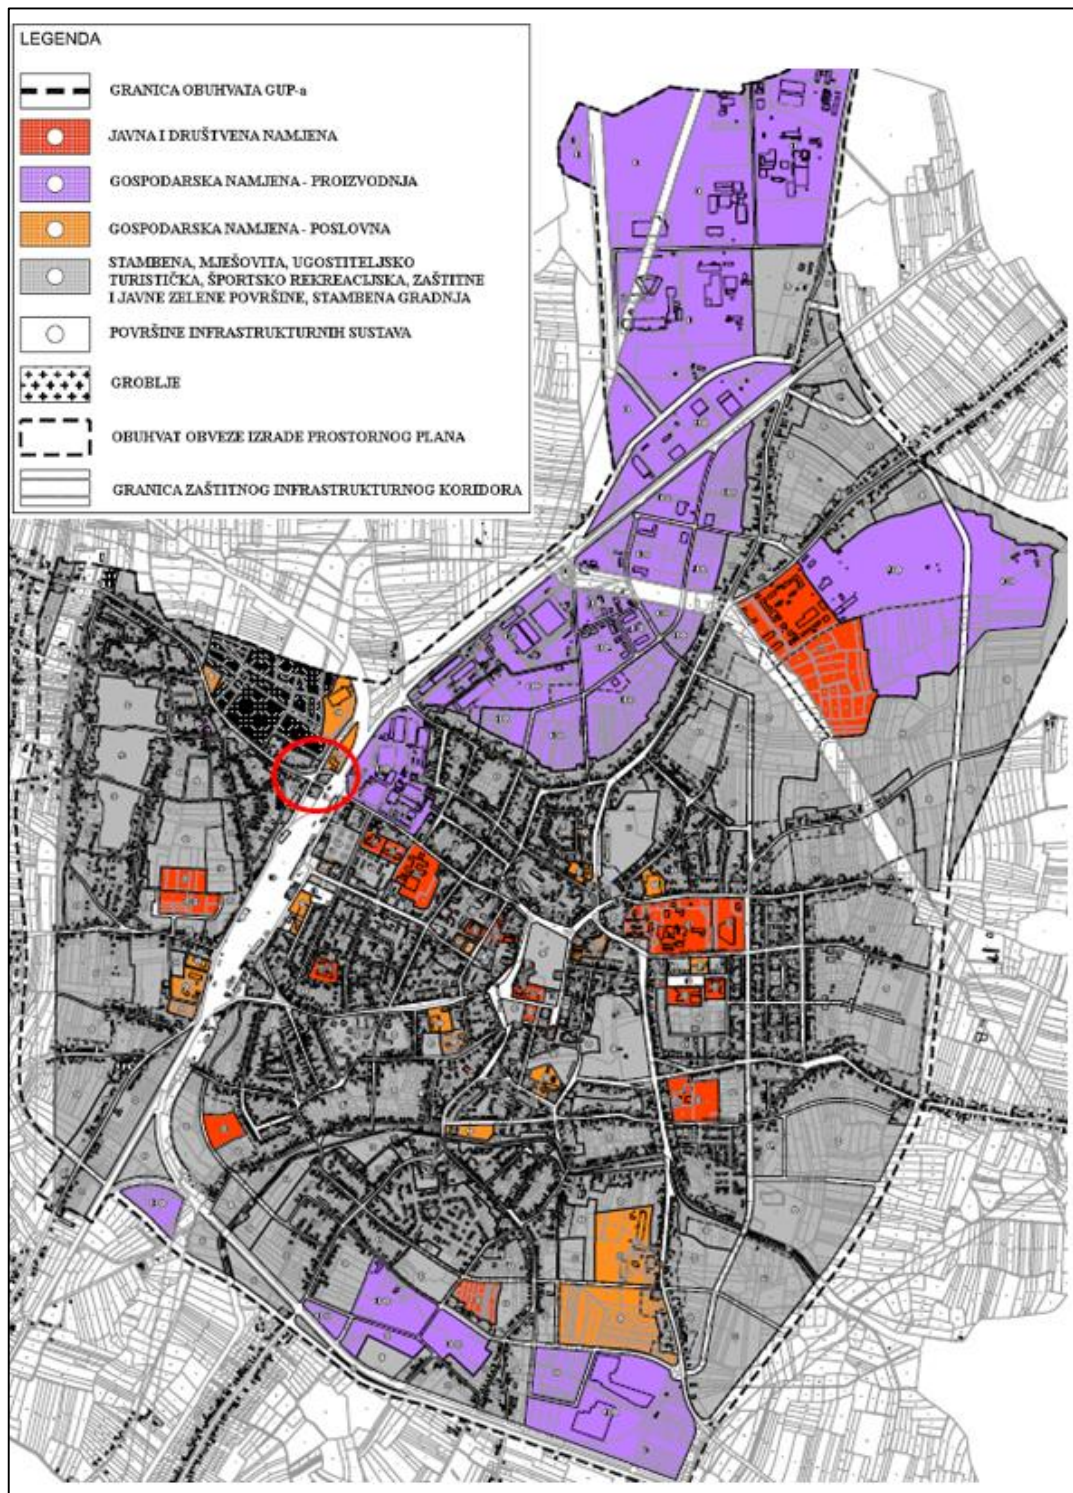 LEGENDA
GRANICA OBUHVATA GUP-a
JAVNA I DRUŠTVENA NAMJENA
GOSPODARSKA NAMJENA - PROIZVODNJA
GOSPODARSKA NAMJENA - POSLOVNA
STAMBENA, MJEŠOVITA, UGOSTITELJSKO
TURISTIČKA, ŠPORTSKO REKREACIJSKA, ZAŠTITNE
I JAVNE ZELENE POVRŠINE, STAMBENA GRADNJA
POVRŠINE INFRASTRUKTURNIH SUSTAVA
GROBLJE
OBUHVAT OBVEZE IZRADE PROSTORNOG PLANA
GRANICA ZAŠTITNOG INFRASTRUKTURNOG KORIDORA